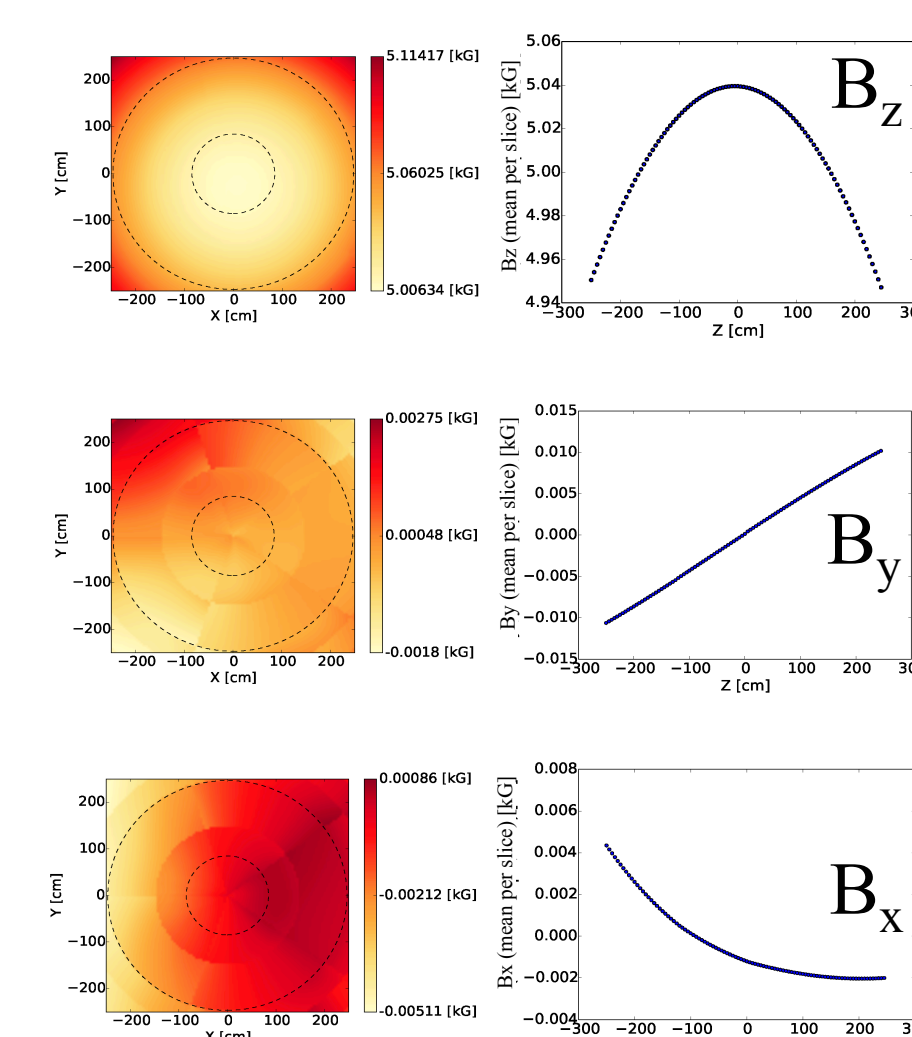 5.11417 [kG]
5.06025 [kG]
5.00634 [kG]
200
100
0
−100
−200
Y [cm]
−200 −100 0 100 200
X [cm]
5.06
5.04
5.02
5.00
4.98
4.96
4.94
Bz (mean per slice) [kG]
Bz
−300 −200 −100 0 100 200
Z [cm]
0.00275 [kG]
0.00048 [kG]
-0.0018 [kG]
200
100
0
−100
−200
Y [cm]
−200 −100 0 100 200
X [cm]
0.015
0.010
0.005
0.000
−0.005
−0.010
−0.015
By (mean per slice) [kG]
By
−300 −200 −100 0 100 200
Z [cm]
0.00086 [kG]
-0.00212 [kG]
-0.00511 [kG]
200
100
0
−100
−200
Y [cm]
−200 −100 0 100 200
X [cm]
0.008
0.006
0.004
0.002
0.000
−0.002
−0.004
Bx (mean per slice) [kG]
Bx
−300 −200 −100 0 100 200